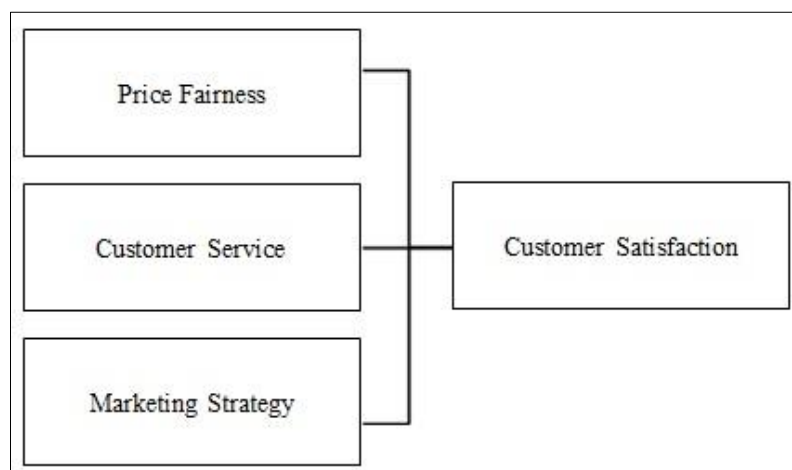 Price Fairness
Customer Service
Customer Satisfaction
Marketing Strategy